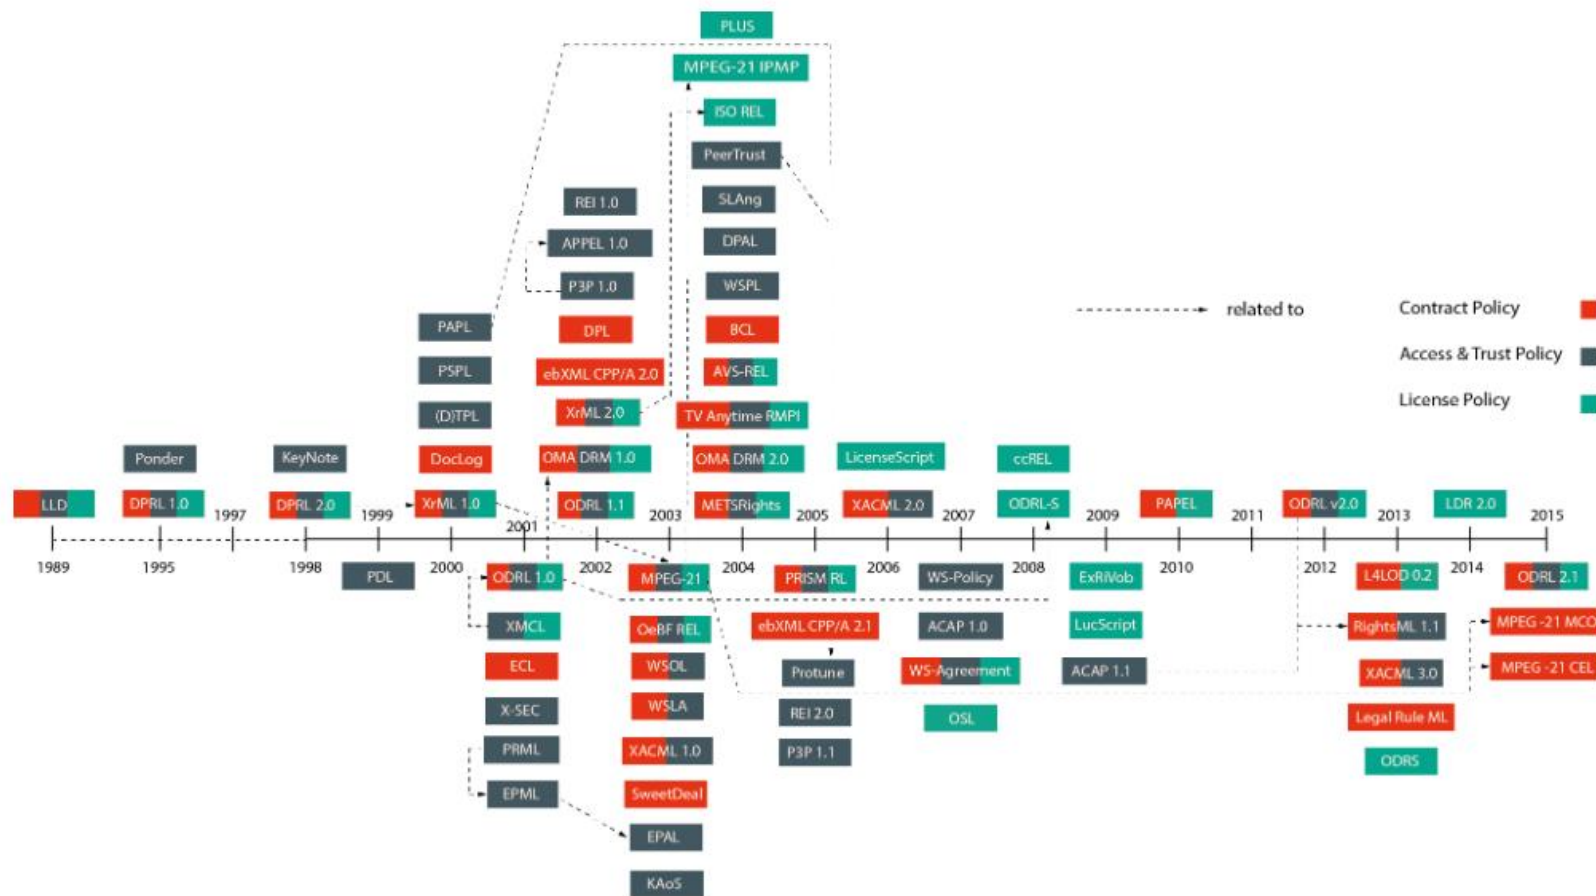 PLUS
MPEG-21 IPMP
ISO REL
PeerTrust
REI 1.0
SLAng
APPEL 1.0
DPAL
P3P 1.0
WSPL
PAPL
DPL
BCL
related to
Contract Policy
PSPL
ebXML CPP/A 2.0
AVS-REL
Access & Trust Policy
(D)TPL
XrML 2.0
TV Anytime RMPI
License Policy
Ponder
KeyNote
DocLog
OMA DRM 1.0
OMA DRM 2.0
LicenseScript
ccREL
LLD
DPRL 1.0
DPRL 2.0
XrML 1.0
ODRL 1.1
METSRights
XACML 2.0
ODRL-S
PAPEL
ODRL v2.0
LDR 2.0
1997
1999
2001
2003
2005
2007
2009
2011
2013
2015
1989
1995
1998
2000
2002
2004
2006
2008
2010
2012
2014
PDL
ODRL 1.0
MPEG-21
PRISM RL
WS-Policy
ExRiVob
L4LOD 0.2
ODRL 2.1
XMCL
OeBF REL
ebXML CPP/A 2.1
ACAP 1.0
LucScript
RightsML 1.1
MPEG -21 MCO
ECL
WSOL
Protune
WS-Agreement
ACAP 1.1
XACML 3.0
MPEG -21 CEL
X-SEC
WSLA
REI 2.0
OSL
Legal Rule ML
PRML
XACML 1.0
P3P 1.1
ODRS
EPML
SweetDeal
EPAL
KAoS